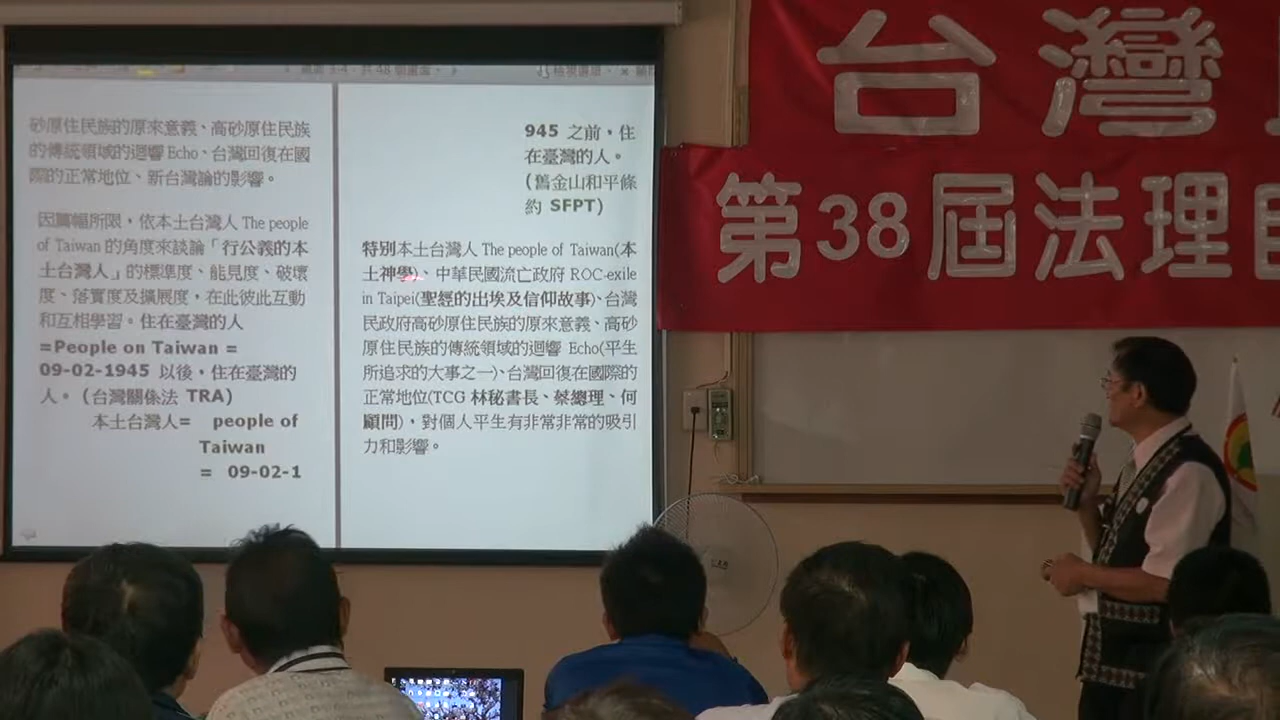 砂原住民族的原來意義、高砂原住民族
的傳統領域的迴響 Echo、台灣回復在國
際的正常地位、新台灣論的影響。
因篇幅所限，依本土台灣人 The people
of Taiwan 的角度來談論「行公義的本
土台灣人」的標準度、能見度、破壞
度、落實度及擴展度，在此彼此互動
和互相學習。住在臺灣的人
=People on Taiwan =
09-02-1945 以後，住在臺灣的
人。（台灣關係法 TRA）
本土台灣人= people of
Taiwan
= 09-02-1
945 之前，住
在臺灣的人。
（舊金山和平條
約 SFPT）
特別本土台灣人 The people of Taiwan(本
土神學)、中華民國流亡政府 ROC-exile
in Taipei(聖經的出埃及信仰故事)、台灣
民政府高砂原住民族的原來意義、高砂
原住民族的傳統領域的迴響 Echo(平生
所追求的大事之一)、台灣回復在國際的
正常地位(TCG 林秘書長、蔡總理、何
顧問)，對個人平生有非常非常的吸引
力和影響。
台灣
第38屆法理